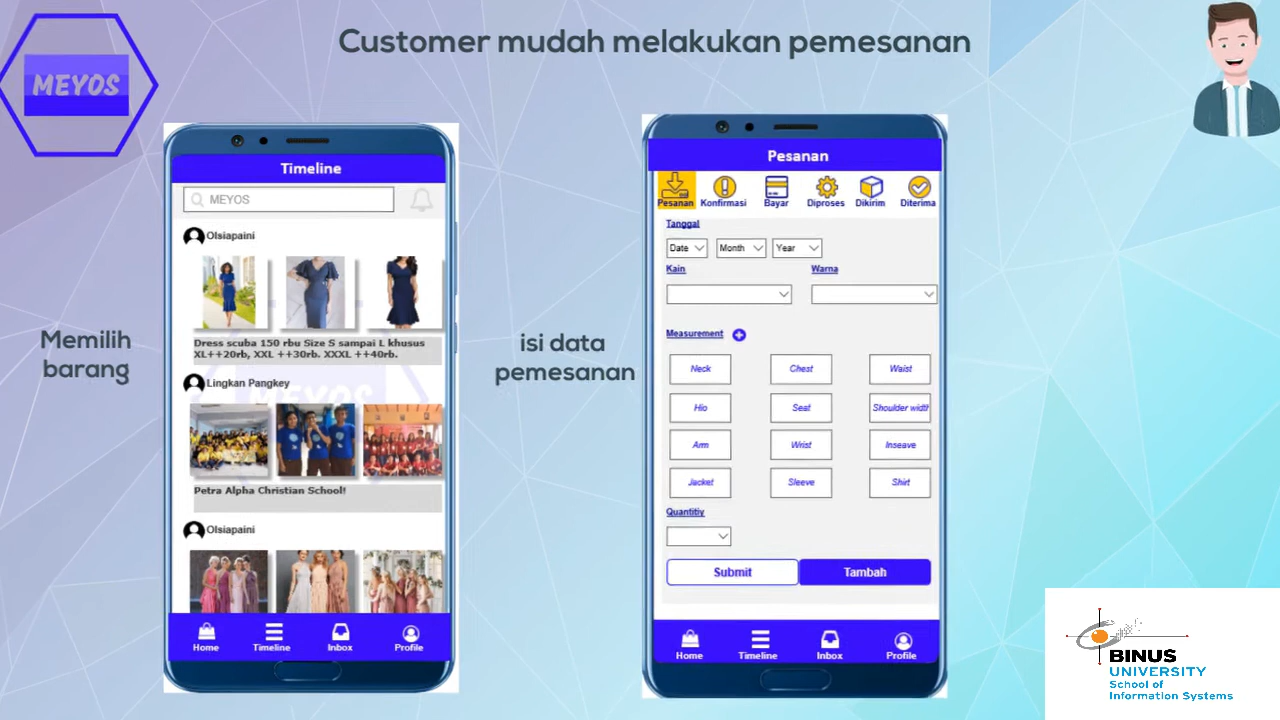 Customer mudah melakukan pemesanan
MEYOS
Memilih
barang
Timeline
MEYOS
Olsiapaini
Dress scuba 150 rbu Size S sampai L khusus
XL++20rb, XXL ++30rb. XXXL ++40rb.
Lingkan Pangkey
MEYOS
Petra Alpha Christian School!
Olsiapaini
Home Timeline Inbox Profile
isi data
pemesanan
Pesanan
Pesanan Konfirmasi Bayar Diproses Dikirim Diterima
Tanggal
Date Month Year
Kain Warna
Measurement
Neck Chest Waist
Hio Seat Shoulder width
Arm Wrist Inseave
Jacket Sleeve Shirt
Quantitiy
Submit Tambah
Home Timeline Inbox Profile
BINUS
UNIVERSITY
School of
Information Systems